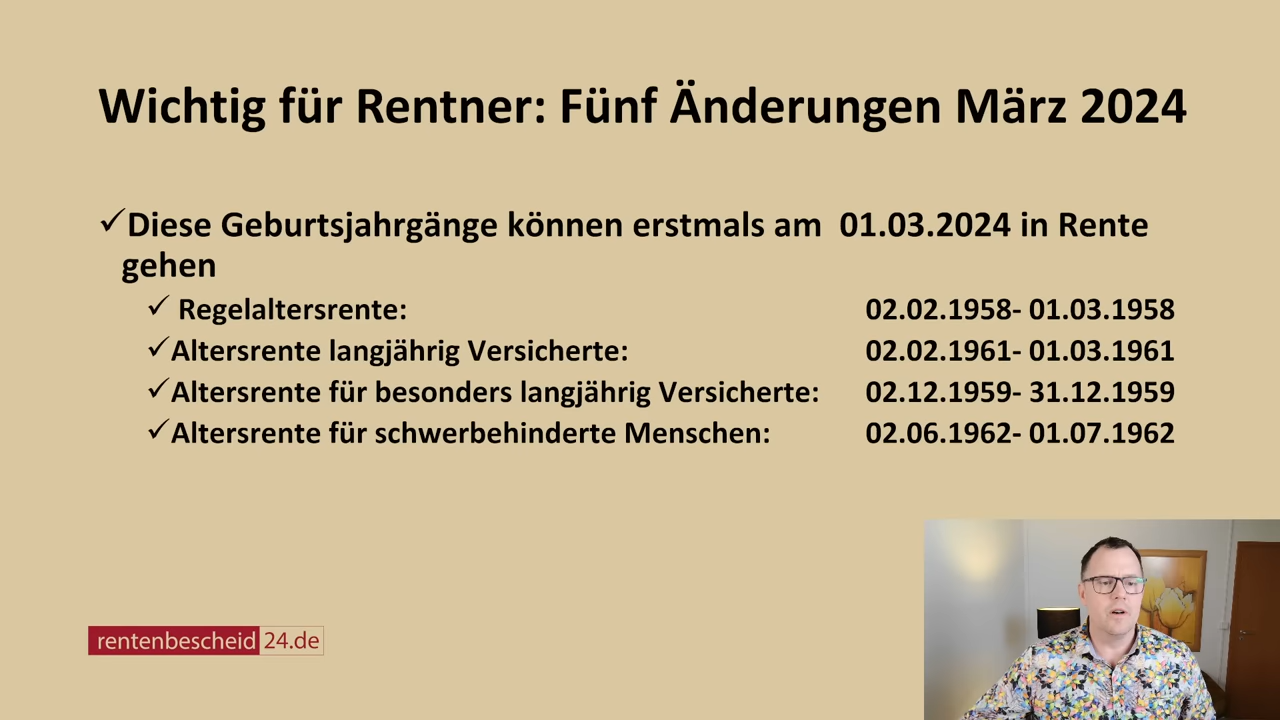 Wichtig für Rentner: Fünf Änderungen März 2024
✓Diese Geburtsjahrgänge können erstmals am 01.03.2024 in Rente
gehen
✓ Regelaltersrente: 02.02.1958- 01.03.1958
✓Altersrente langjährig Versicherte: 02.02.1961- 01.03.1961
✓Altersrente für besonders langjährig Versicherte: 02.12.1959- 31.12.1959
✓Altersrente für schwerbehinderte Menschen: 02.06.1962- 01.07.1962
rentenbescheid 24.de